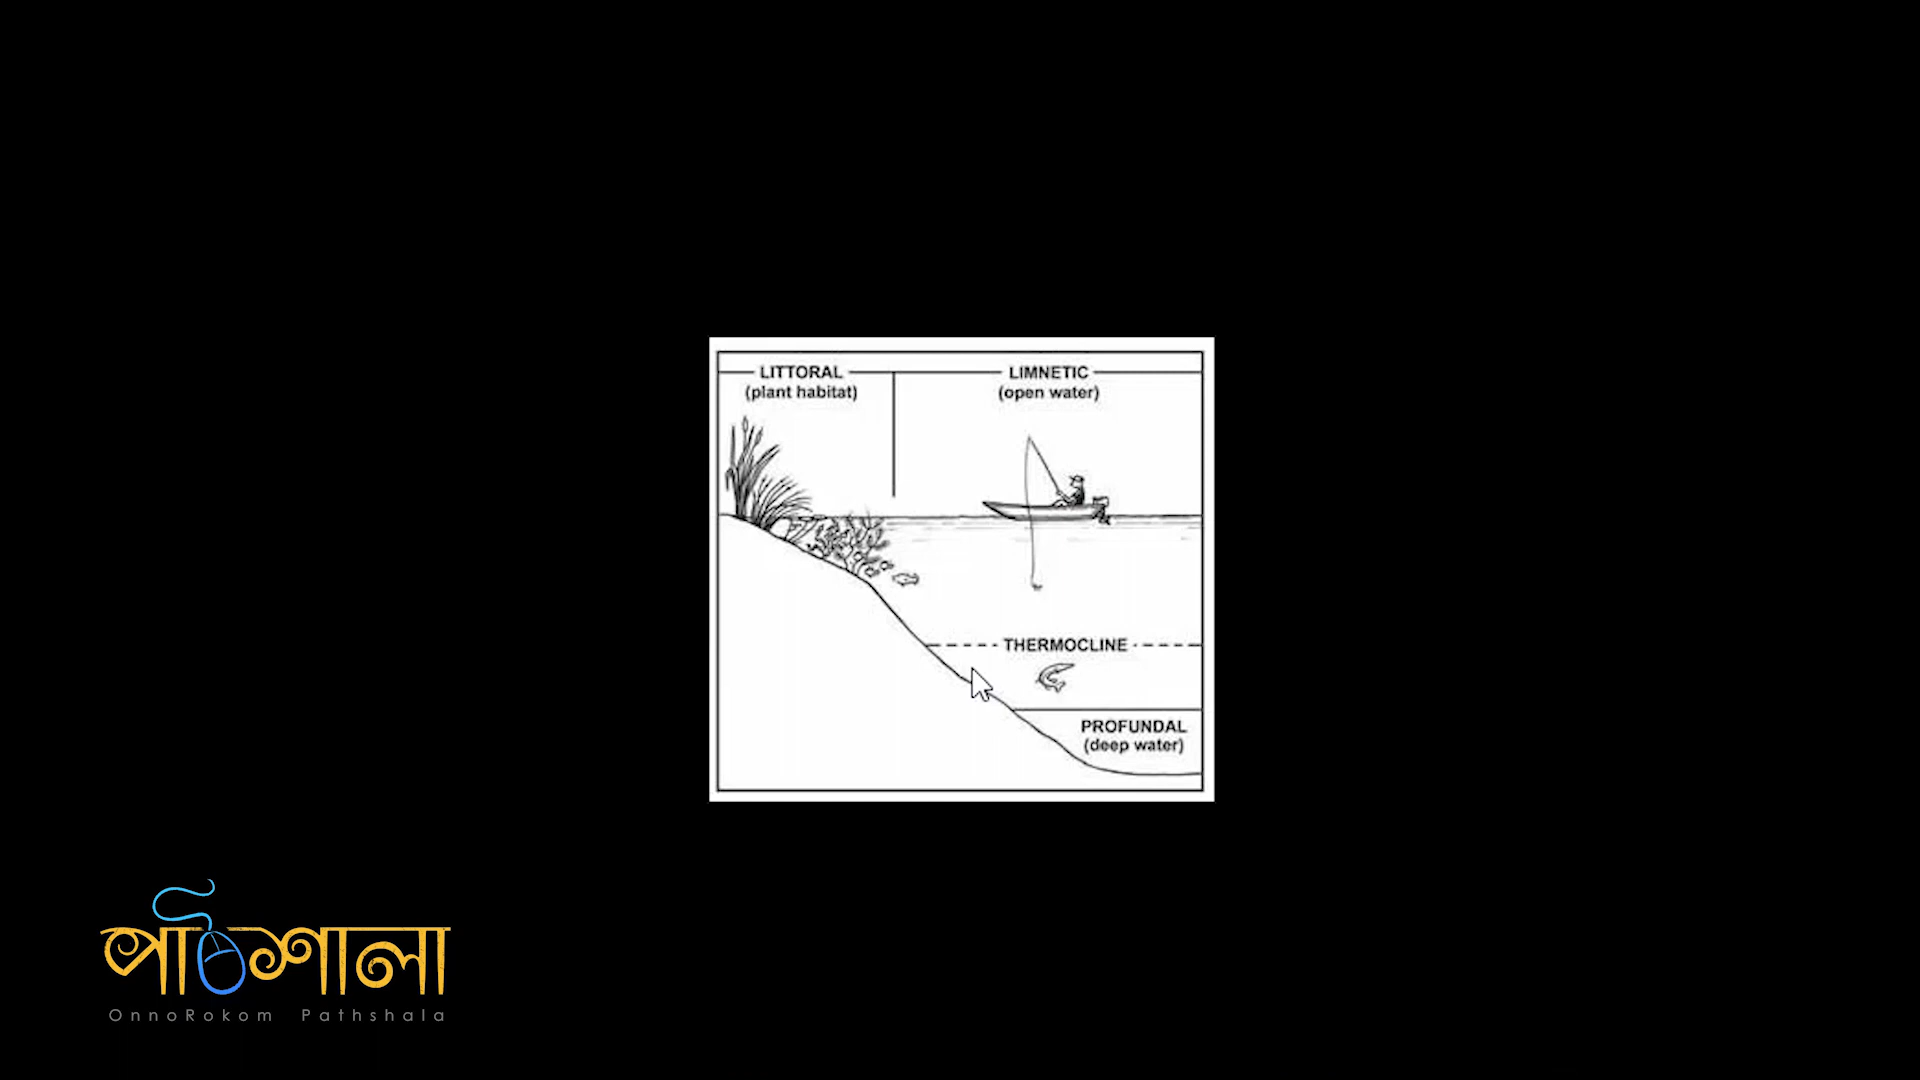 LITTORAL
(plant habitat)
LIMNETIC
(open water)
THERMOCLINE
PROFUNDAL
(deep water)
পাঠশালা
OnnoRokom Pathshala